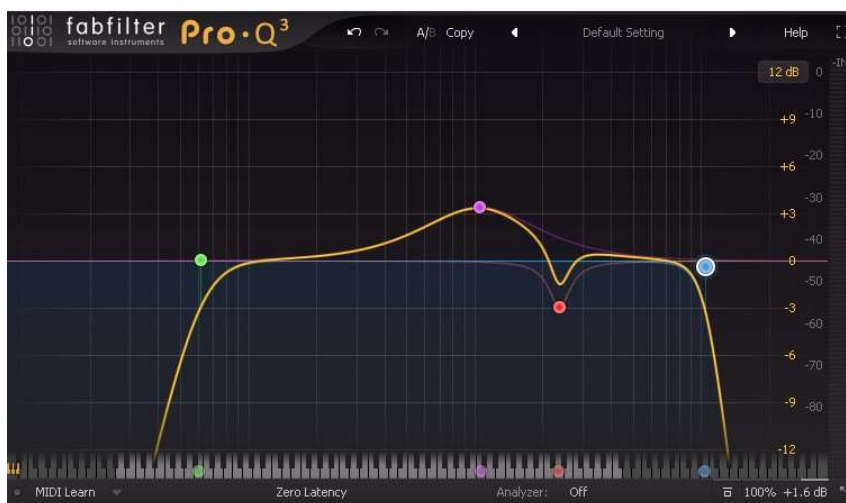 fabfilter Pro·Q³
software instruments
A/B Copy
Default Setting
Help
-IN
12 dB 0
+9 -10
-20
+6
-30
+3
-40
0
-50
-3
-60
-6
-70
-9 -80
-12
MIDI Learn
Zero Latency
Analyzer: Off
100% +1.6 dB